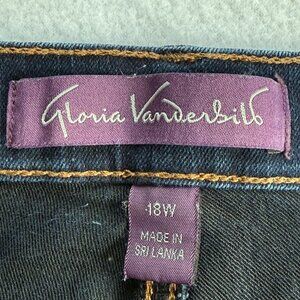 Gloria Vanderbilt
18W
MADE IN
SRI LANKA